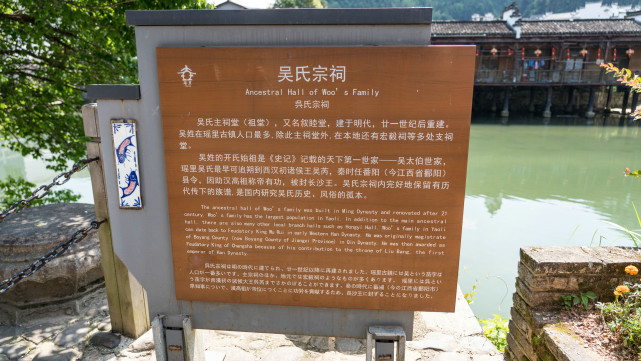 吴氏宗祠
Ancestral Hall of Woo's Family
呉氏宗祠
吴氏主祠堂（祖堂），又名叙睦堂，建于明代，廿一世纪后重建。
吴姓在瑶里古镇人口最多，除此主祠堂外，在本地还有宏毅祠等多处支祠
堂。
吴姓的开氏始祖是《史记》记载的天下第一世家——吴太伯世家，
瑶里吴氏最早可追朔到西汉初诸侯王吴芮，秦时任番阳（今江西省鄱阳）
县令，因助汉高祖称帝有功，被封长沙王。吴氏宗祠内完好地保留有历
代传下的族谱，是国内研究吴氏历史、风俗的孤本。
The ancestral hall of Woo's family was built in Ming Dynasty and renovated after 21
century. Woo's family has the largest population in Yaoli. In addition to the main ancestral
hall, there are also many other local branch halls such as Hongyi Hall. Woo's family in Yaoli
can date back to feudatory King Wu Rui in early Western Han Dynasty. He was originally magistrate
of Boyang County (now Boyang County of Jiangxi Province) in Qin Dynasty. He was then awarded as
feudatory King of Changsha because of his contribution to the throne of Liu Bang, the first
emperor of Han Dynasty.